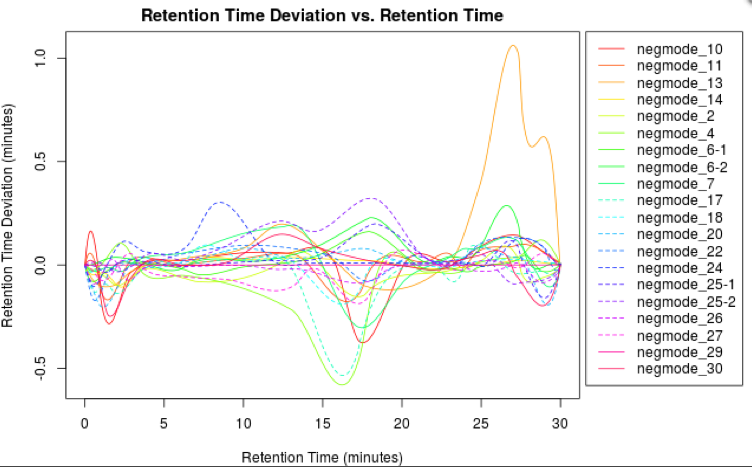 Retention Time Deviation vs. Retention Time
Retention Time Deviation (minutes)
1.0
0.5
0.0
-0.5
0
5
10
15
20
25
30
Retention Time (minutes)
negmode_10
negmode_11
negmode_13
negmode_14
negmode_2
negmode_4
negmode_6-1
negmode_6-2
negmode_7
negmode_17
negmode_18
negmode_20
negmode_22
negmode_24
negmode_25-1
negmode_25-2
negmode_26
negmode_27
negmode_29
negmode_30